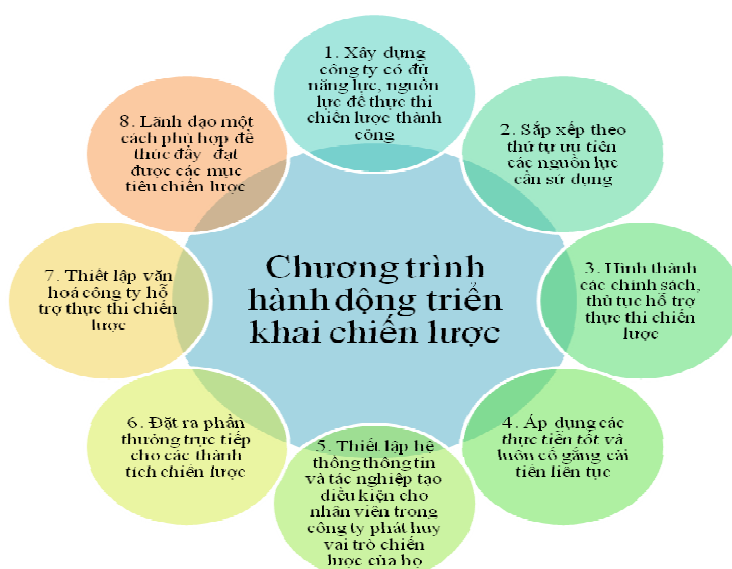 Chương trình
hành động triển
khai chiến lược
1. Xây dựng
công ty có đủ
năng lực, nguồn
lực để thực thi
chiến lược thành
công
2. Sắp xếp theo
thứ tự ưu tiên
các nguồn lực
cần sử dụng
3. Hình thành
các chính sách,
thủ tục hỗ trợ
thực thi chiến
lược
4. Áp dụng các
thực tiễn tốt và
luôn cố gắng cải
tiến liên tục
5. Thiết lập hệ
thống thông tin
và tác nghiệp tạo
điều kiện cho
nhân viên trong
công ty phát huy
vai trò chiến
lược của họ
6. Đặt ra phần
thưởng trực tiếp
cho các thành
tích chiến lược
7. Thiết lập văn
hoá công ty hỗ
trợ thực thi chiến
lược
8. Lãnh đạo một
cách phù hợp để
thúc đẩy đạt
được các mục
tiêu chiến lược